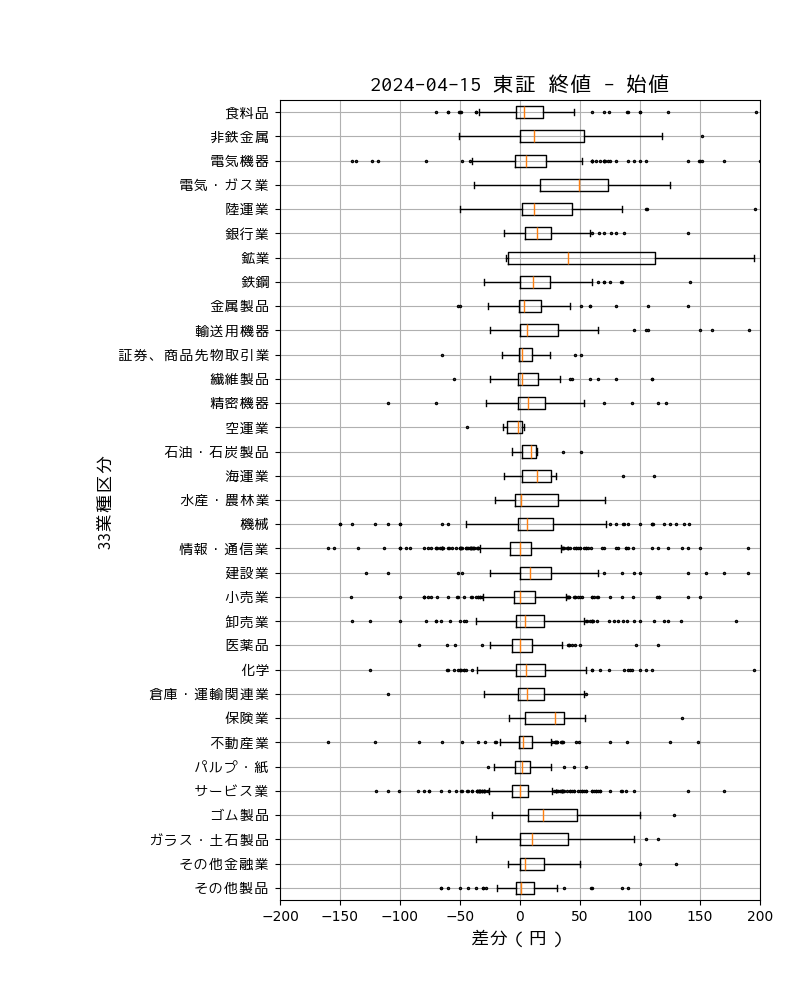 2024-04-15 東証 終値 - 始値
食料品
非鉄金属
電気機器
電気・ガス業
陸運業
銀行業
鉱業
鉄鋼
金属製品
輸送用機器
証券、商品先物取引業
繊維製品
精密機器
空運業
石油・石炭製品
海運業
水産・農林業
機械
情報・通信業
建設業
小売業
卸売業
医薬品
化学
倉庫・運輸関連業
保険業
不動産業
パルプ・紙
サービス業
ゴム製品
ガラス・土石製品
その他金融業
その他製品
33業種区分
−200 −150 −100 −50 0 50 100 150 200
差分（円）